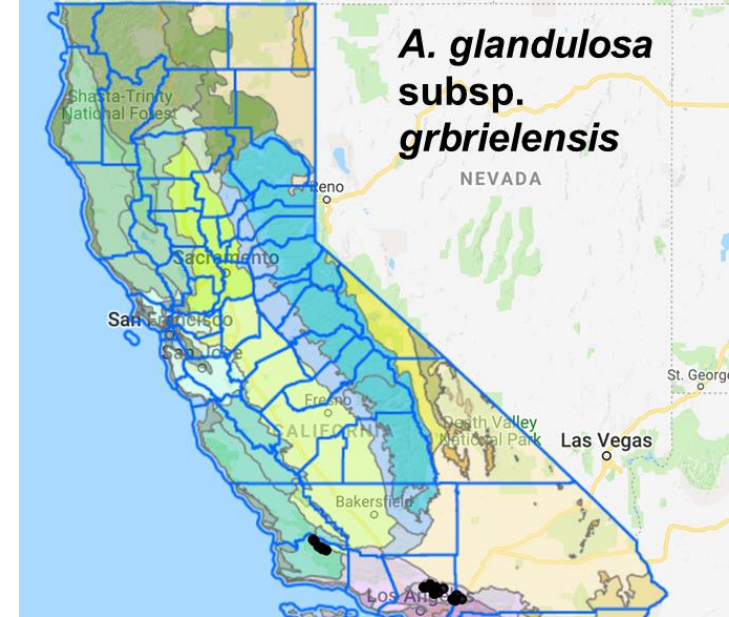 A. glandulosa
subsp.
grbrielensis
Shasta-Trinity
National Forest
NEVADA
Reno
Sacramento
San Francisco
San Jose
St. George
Fresno
CALIFORNIA
Death Valley
National Park
Las Vegas
Bakersfield
Los Angeles